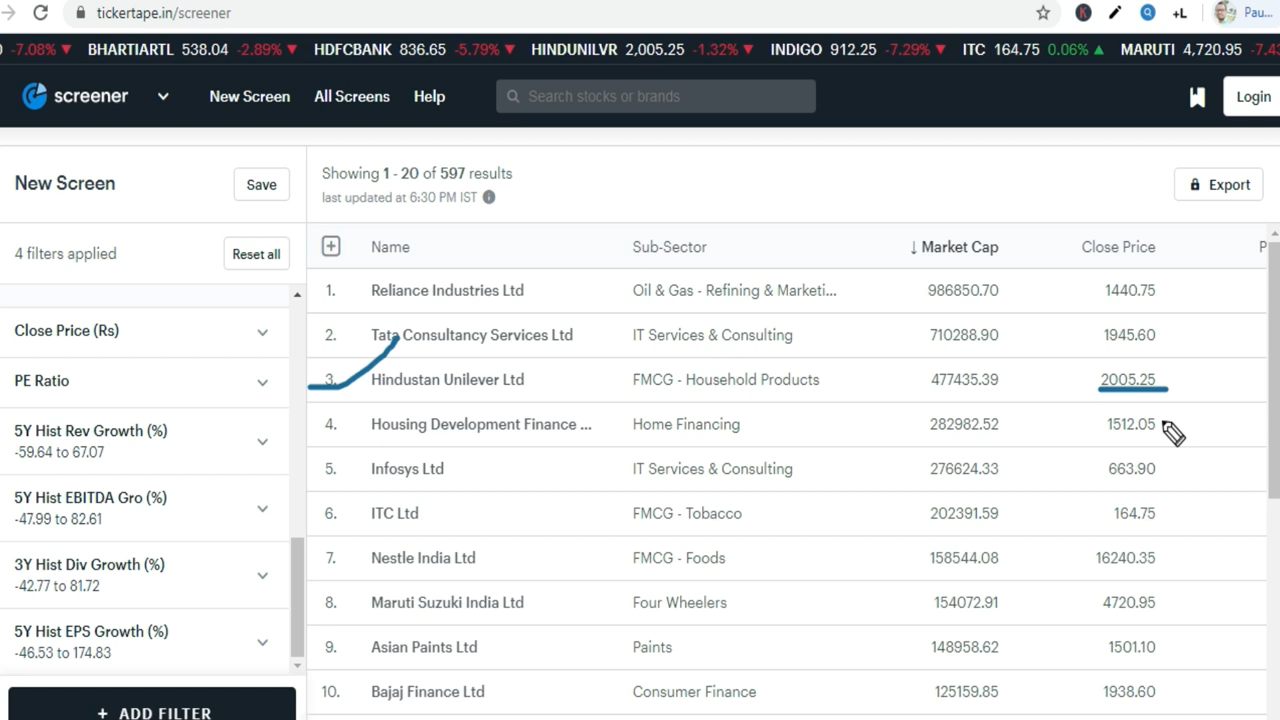 tickertape.in/screener
Pau...
0 -7.08% ▼ BHARTIARTL 538.04 -2.89% ▼ HDFCBANK 836.65 -5.79% ▼ HINDUNILVR 2,005.25 -1.32% ▼ INDIGO 912.25 -7.29% ▼ ITC 164.75 0.06% ▲ MARUTI 4,720.95 -7.43
screener New Screen All Screens Help Search stocks or brands Login
New Screen Save
Showing 1 - 20 of 597 results
last updated at 6:30 PM IST
Export
4 filters applied Reset all
Close Price (Rs)
PE Ratio
5Y Hist Rev Growth (%)
-59.64 to 67.07
5Y Hist EBITDA Gro (%)
-47.99 to 82.61
3Y Hist Div Growth (%)
-42.77 to 81.72
5Y Hist EPS Growth (%)
-46.53 to 174.83
+ ADD FILTER
Name Sub-Sector ↓ Market Cap Close Price P
1. Reliance Industries Ltd Oil & Gas - Refining & Marketi... 986850.70 1440.75
2. Tata Consultancy Services Ltd IT Services & Consulting 710288.90 1945.60
3. Hindustan Unilever Ltd FMCG - Household Products 477435.39 2005.25
4. Housing Development Finance ... Home Financing 282982.52 1512.05
5. Infosys Ltd IT Services & Consulting 276624.33 663.90
6. ITC Ltd FMCG - Tobacco 202391.59 164.75
7. Nestle India Ltd FMCG - Foods 158544.08 16240.35
8. Maruti Suzuki India Ltd Four Wheelers 154072.91 4720.95
9. Asian Paints Ltd Paints 148958.62 1501.10
10. Bajaj Finance Ltd Consumer Finance 125159.85 1938.60